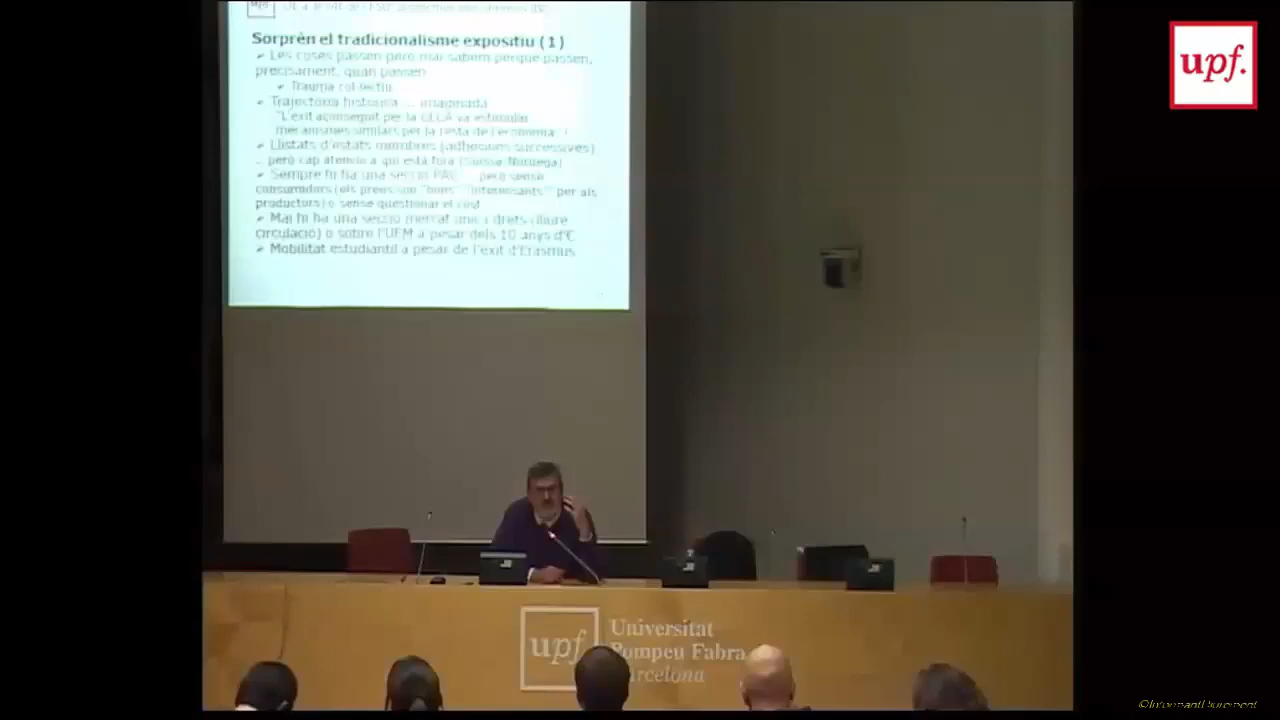 upf.
Sorprèn el tradicionalisme expositiu (1)
Les coses passen però mai sabem perquè passen,
precisament, quan passen
Trauma col·lectiu
Trajectòria històrica ... imaginada
"L'èxit aconseguit per la CECA va estimular
mecanismes similars per la resta de l'economia"
Llistats d'estats membres (adhesions successives)
... però cap atenció a qui està fora (Suïssa, Noruega)
Sempre hi ha una secció PAC però sense
consumidors (els preus són "bons" "interessants" per als
productors) o sense questionar el cost
Mai hi ha una secció mercat únic i drets (lliure
circulació) o sobre l'UEM a pesar dels 10 anys d'€
Mobilitat estudiantil a pesar de l'èxit d'Erasmus
upf
Universitat
Pompeu Fabra
Barcelona